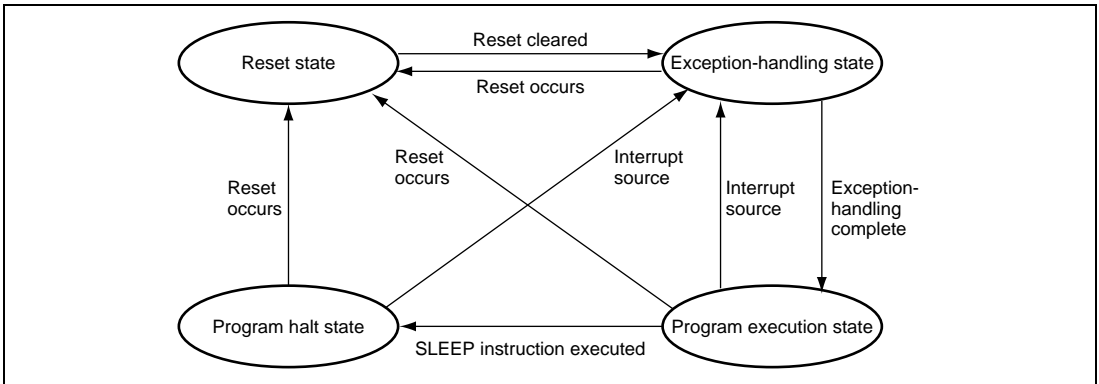 Reset cleared
Reset state
Exception-handling state
Reset occurs
Reset
occurs
Interrupt
source
Reset
occurs
Interrupt
source
Exception-
handling
complete
Program halt state
Program execution state
SLEEP instruction executed